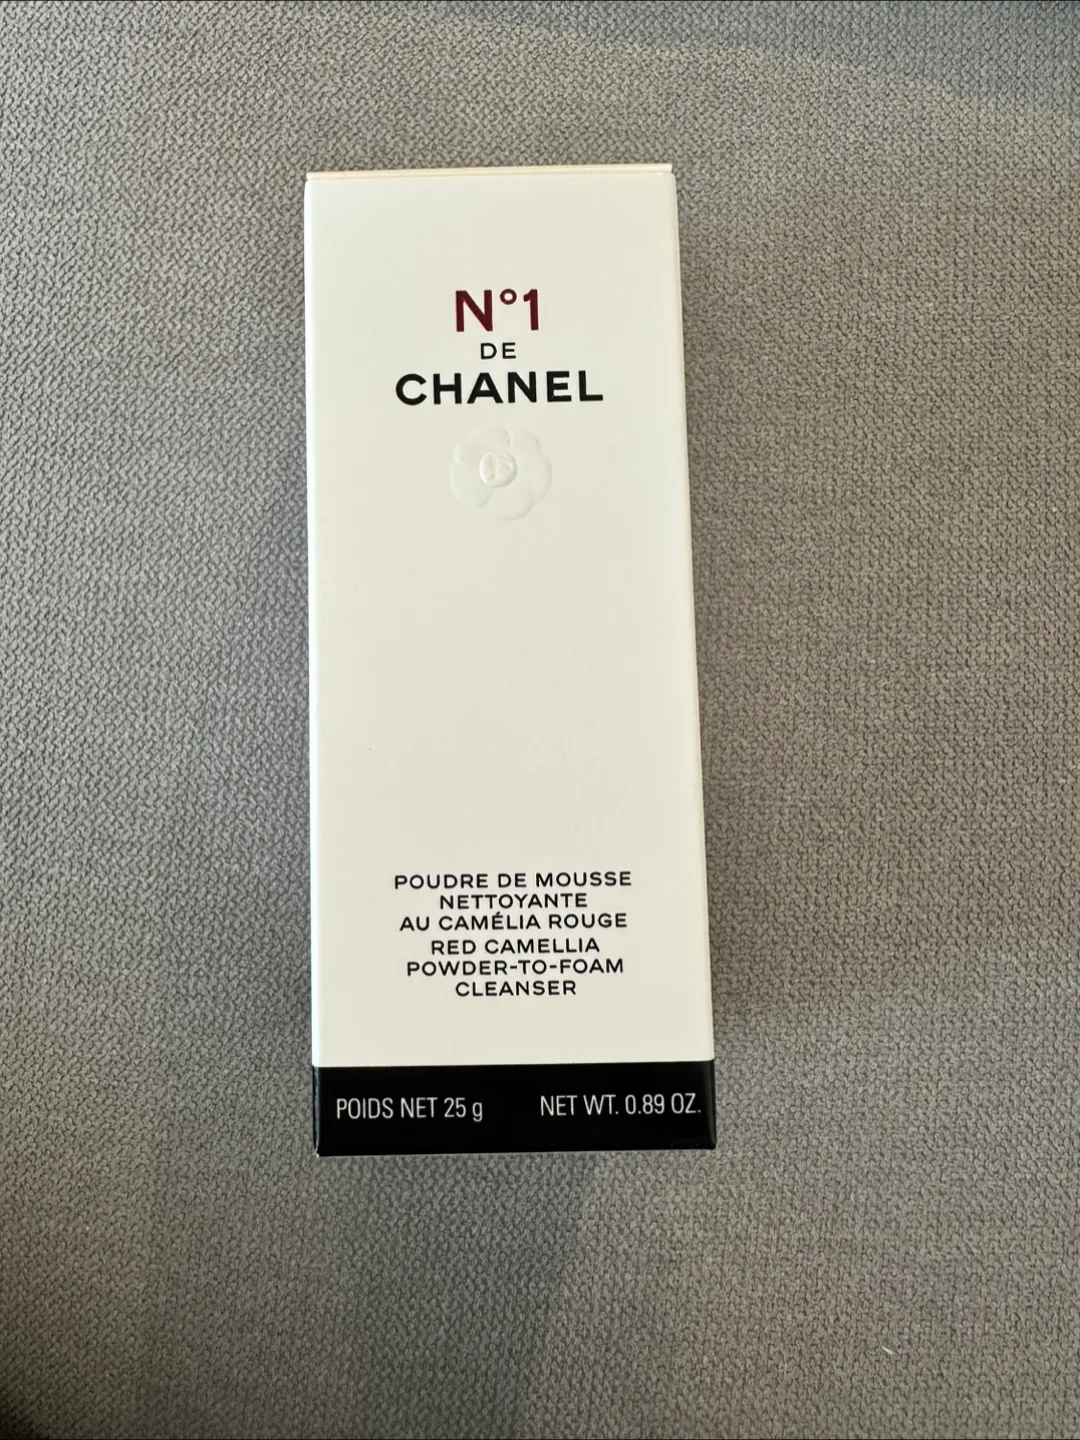 N°1
DE
CHANEL
POUDRE DE MOUSSE
NETTOYANTE
AU CAMÉLIA ROUGE
RED CAMELLIA
POWDER-TO-FOAM
CLEANSER
POIDS NET 25 g NET WT. 0.89 OZ.